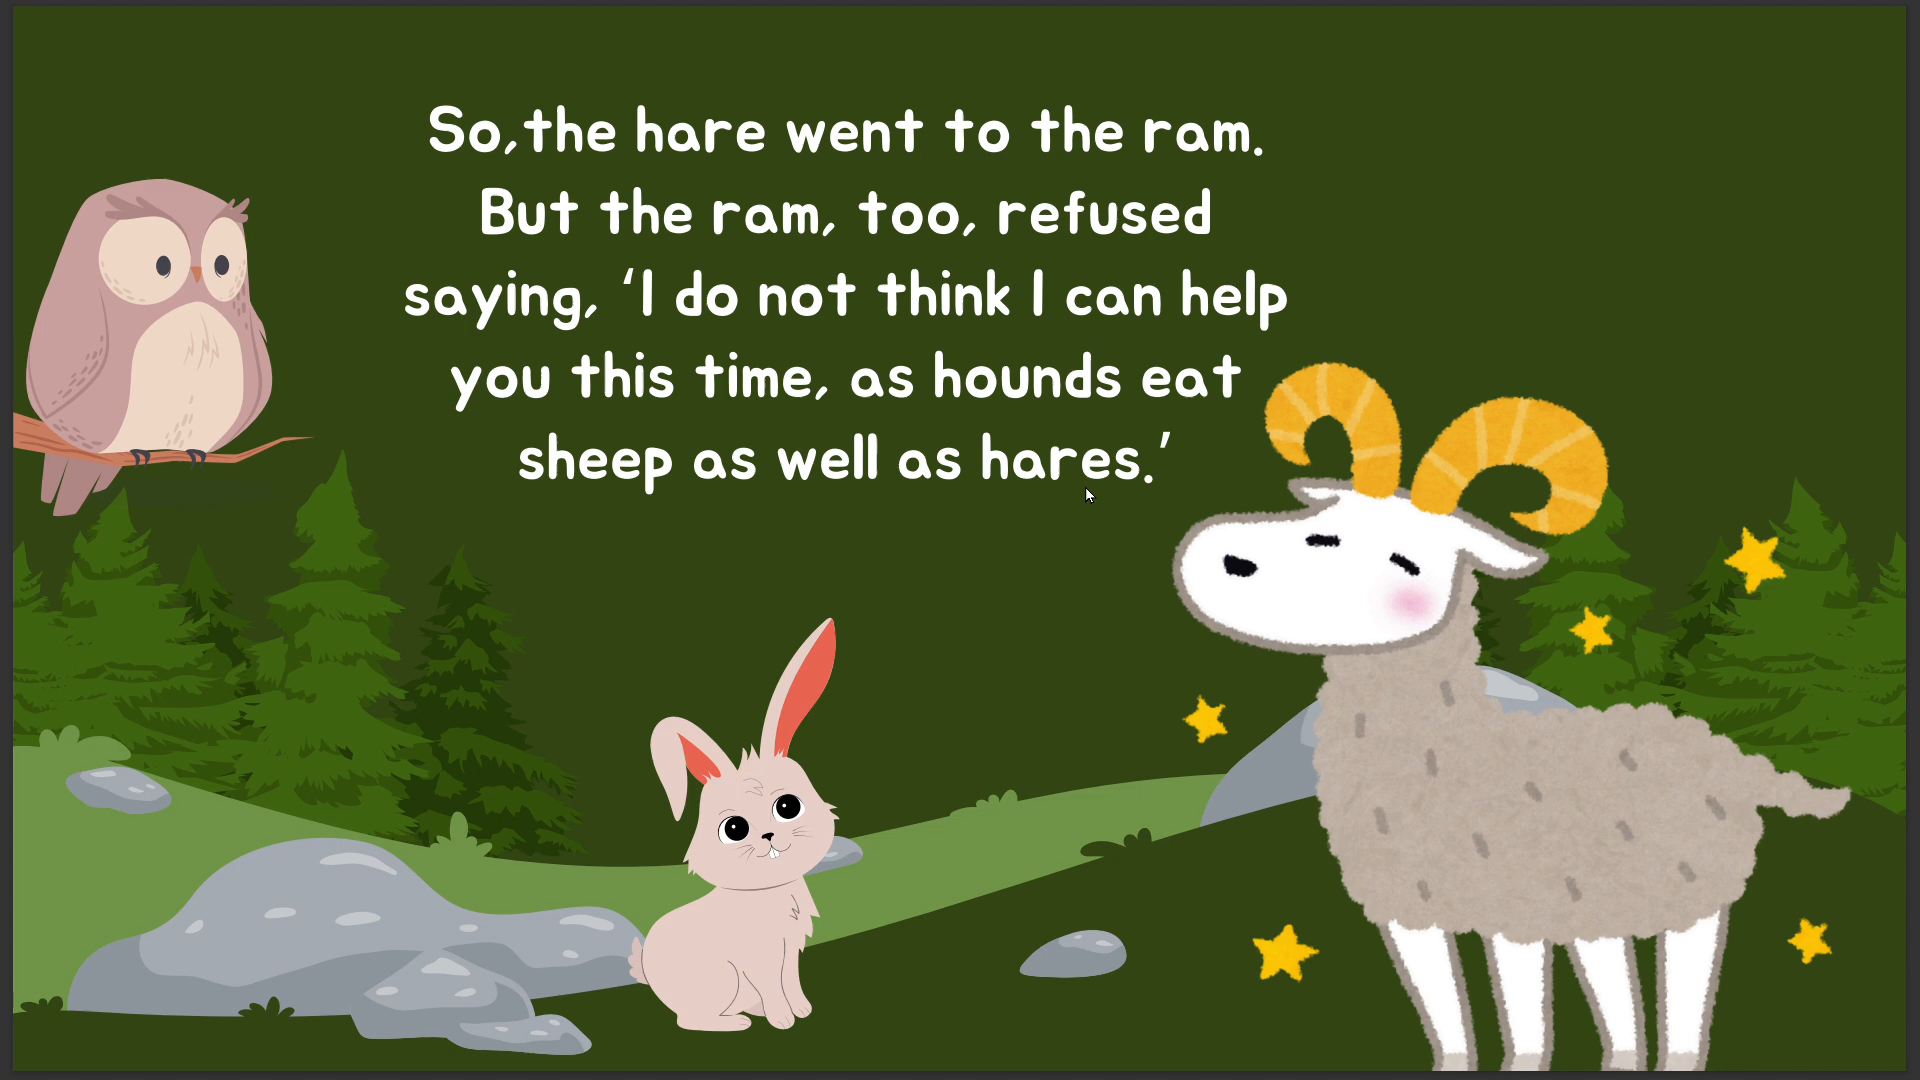 So,the hare went to the ram.
But the ram, too, refused
saying, ‘I do not think I can help
you this time, as hounds eat
sheep as well as hares.’